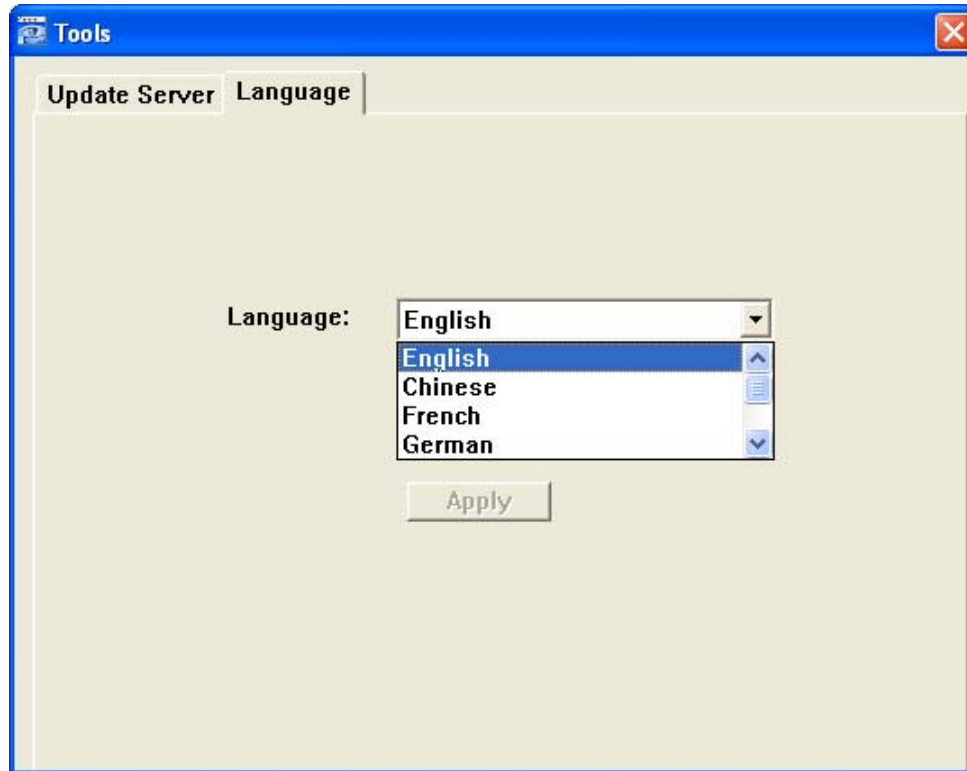 Tools
Update Server Language
Language: English
English
Chinese
French
German
Apply